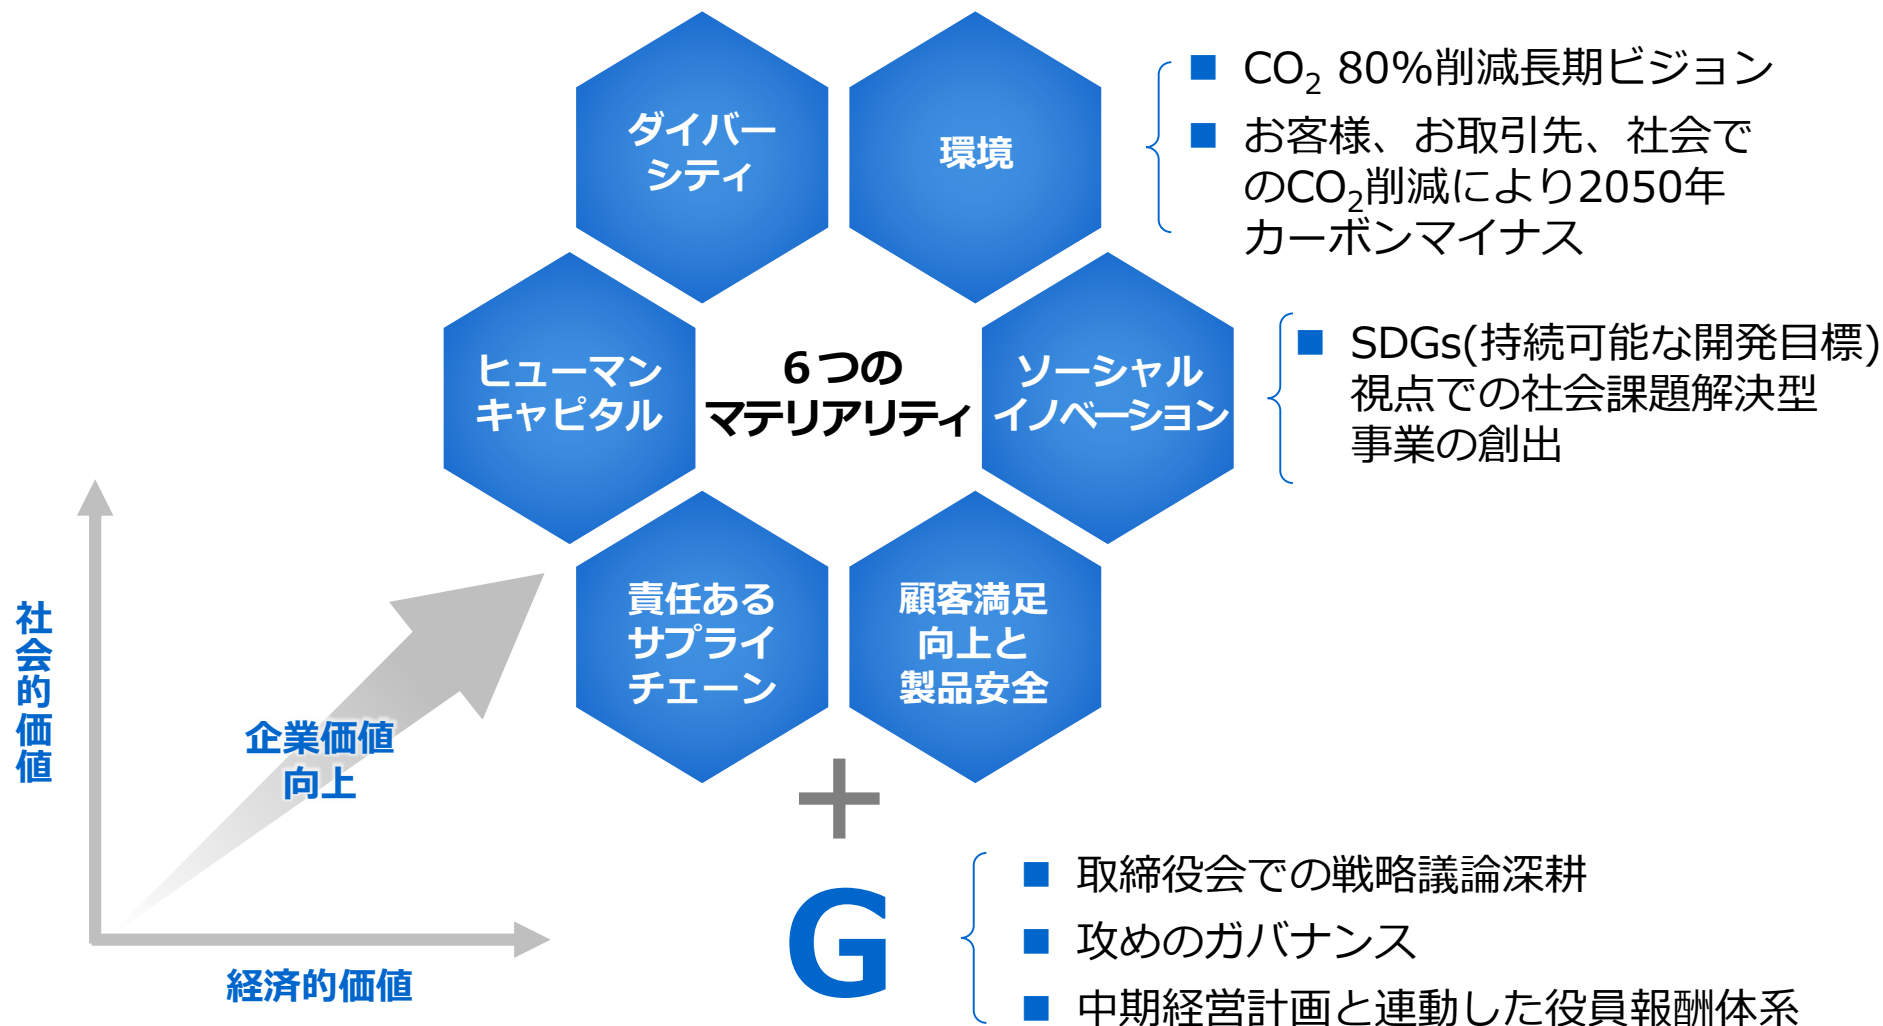 ダイバー
シティ
環境
■ CO₂ 80%削減長期ビジョン
■ お客様、お取引先、社会で
のCO₂削減により2050年
カーボンマイナス
ヒューマン
キャピタル
6つの
マテリアリティ
ソーシャル
イノベーション
■ SDGs(持続可能な開発目標)
視点での社会課題解決型
事業の創出
責任ある
サプライ
チェーン
顧客満足
向上と
製品安全
社会的価値
企業価値
向上
経済的価値
+
G
■ 取締役会での戦略議論深耕
■ 攻めのガバナンス
■ 中期経営計画と連動した役員報酬体系